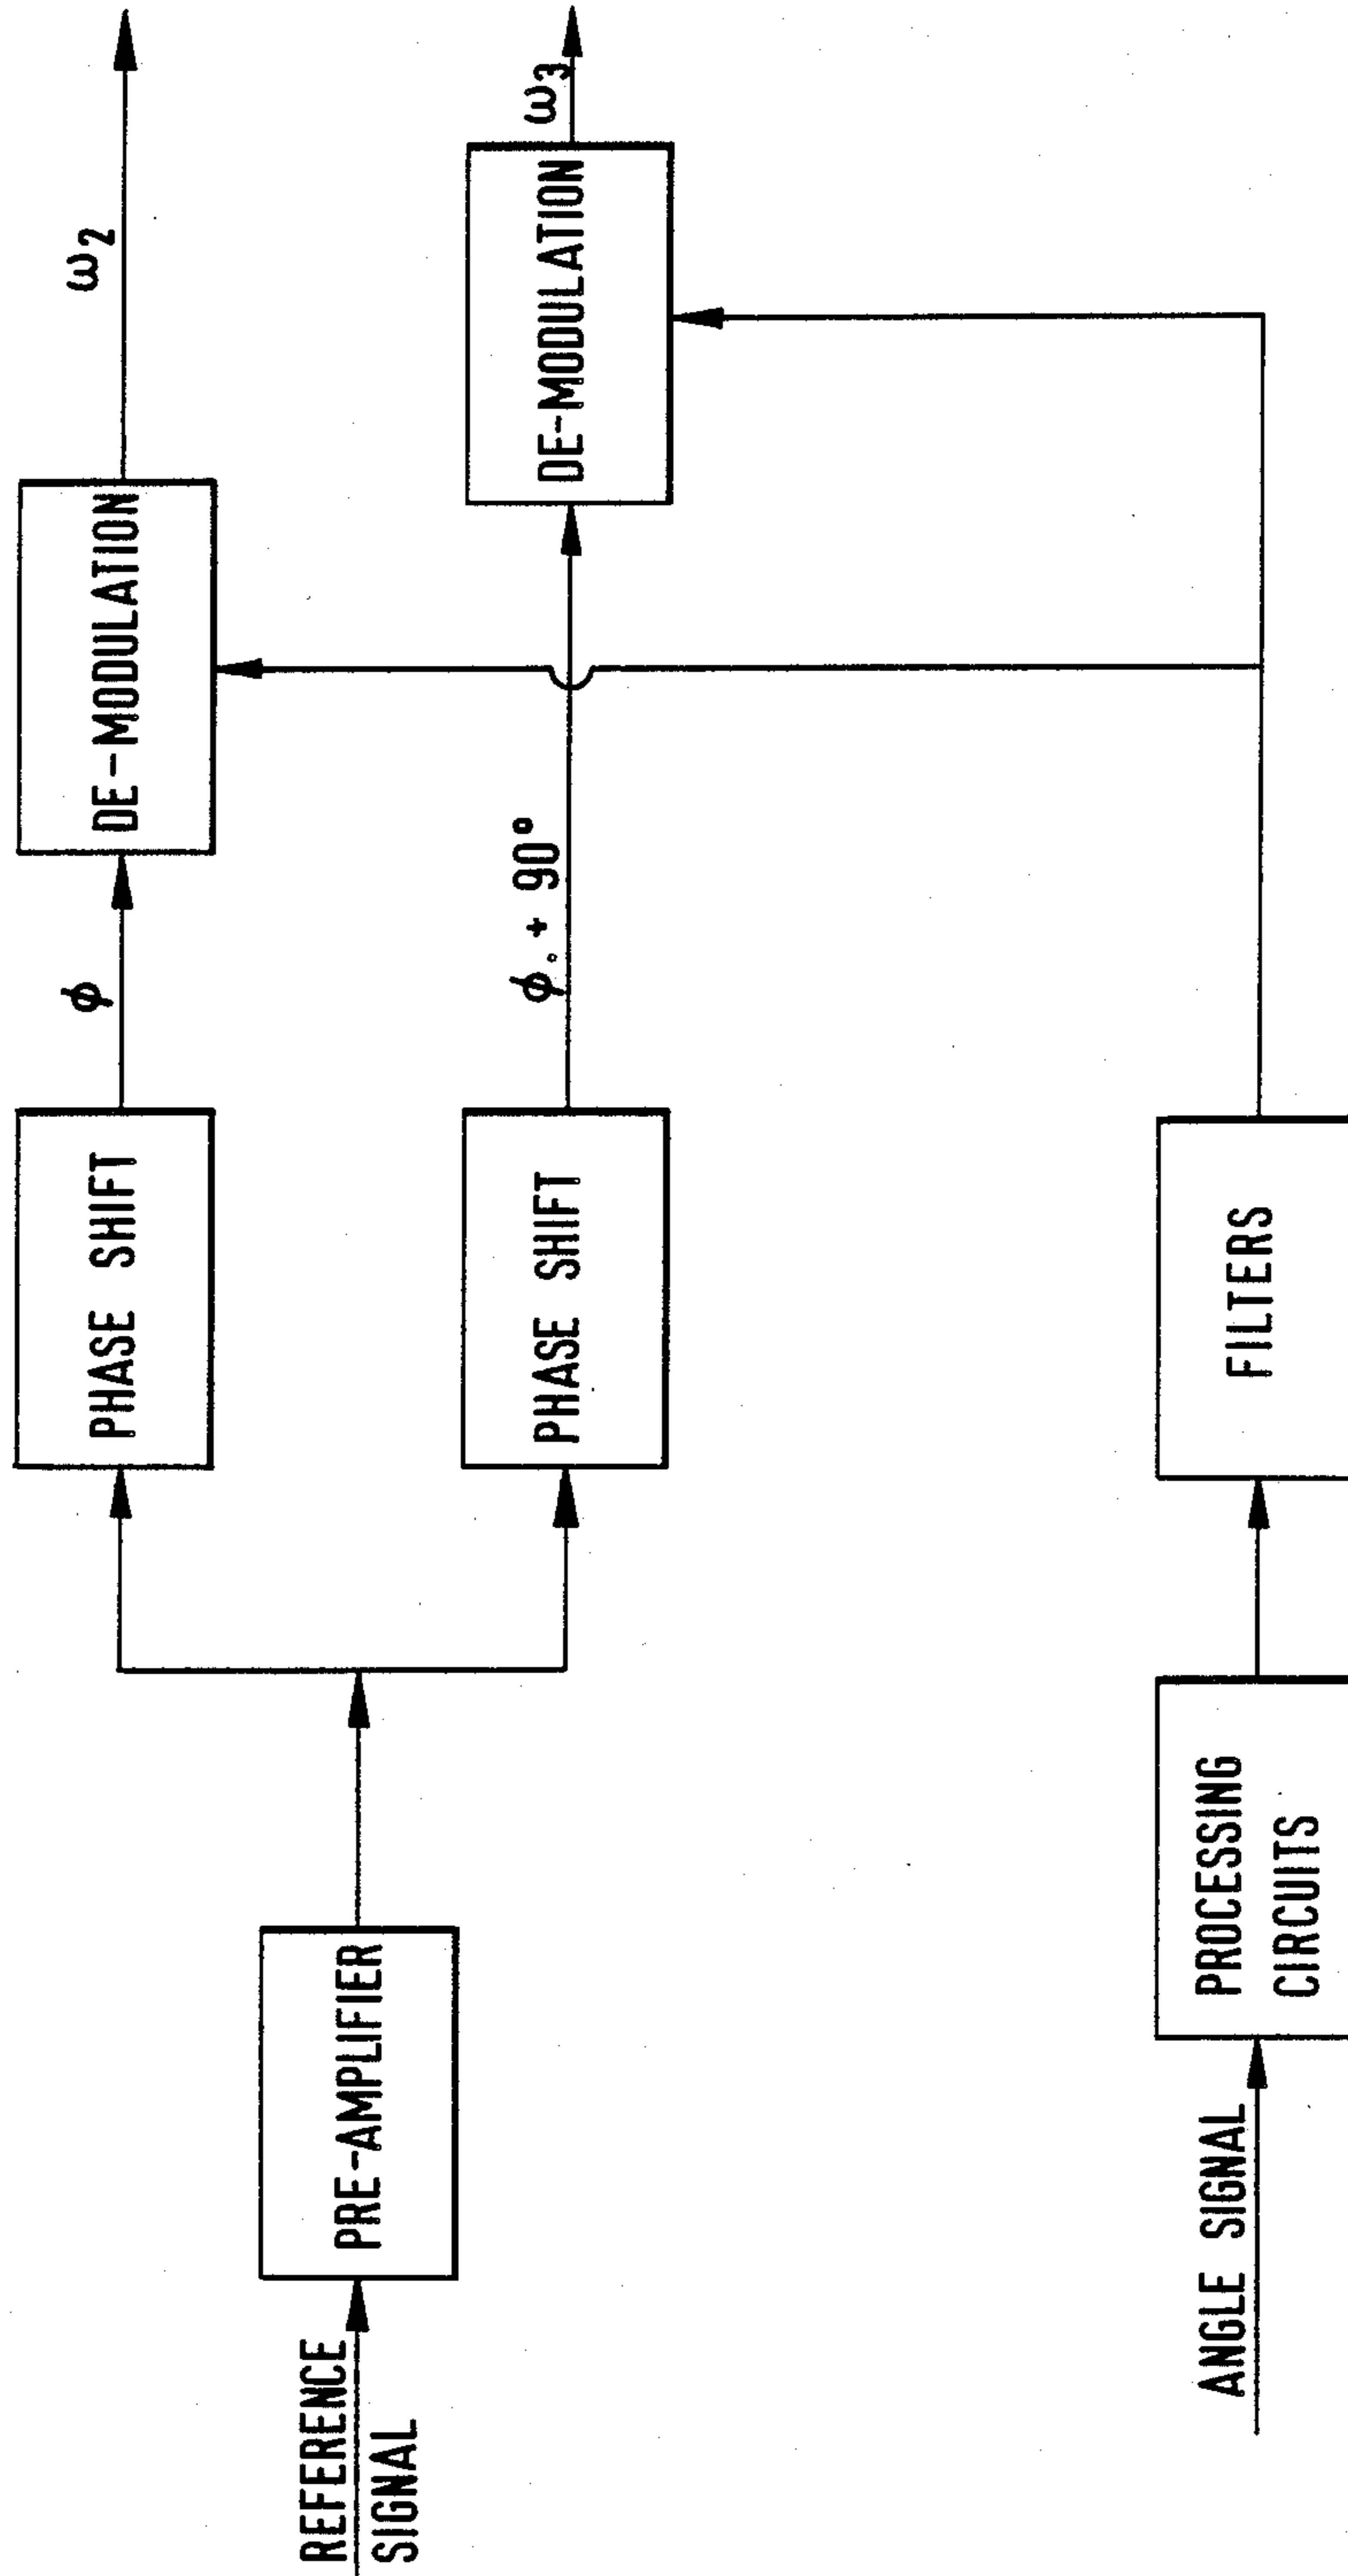 REFERENCE
SIGNAL
PRE-AMPLIFIER
PHASE SHIFT
ϕ
DE-MODULATION
ω2
PHASE SHIFT
ϕ + 90°
DE-MODULATION
ω3
ANGLE SIGNAL
PROCESSING
CIRCUITS
FILTERS